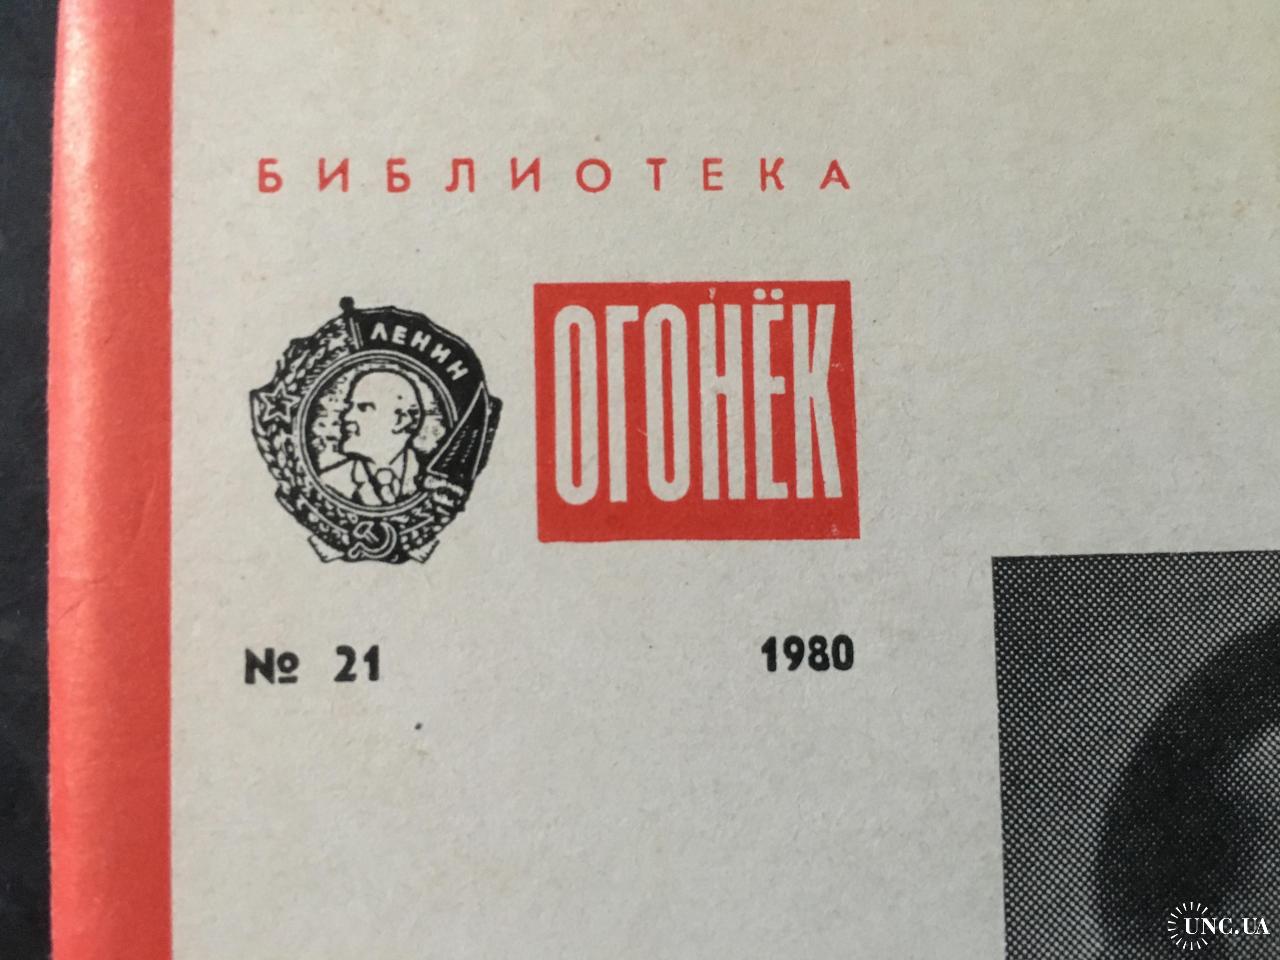 БИБЛИОТЕКА
ЛЕНИН
ОГОНЁК
№ 21 1980
UNC.UA